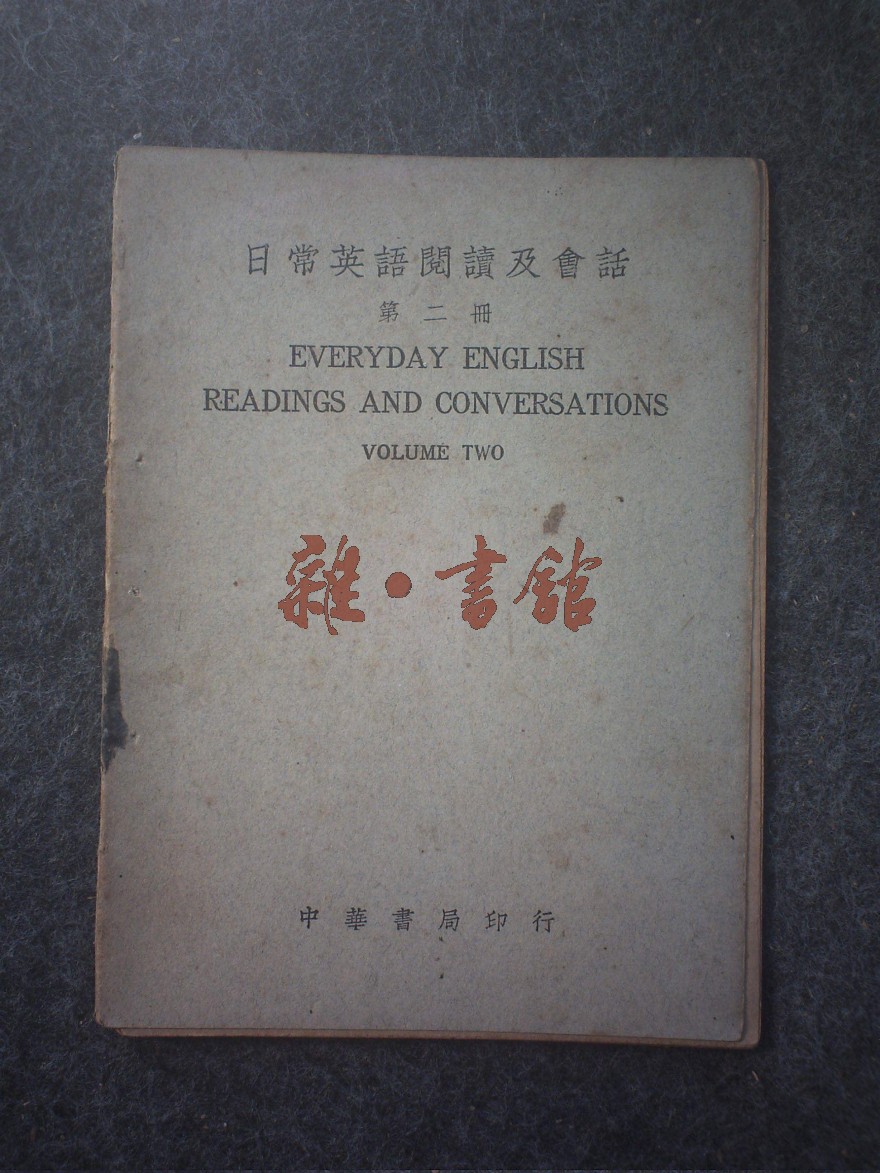 日常英語閱讀及會話
第二冊
EVERYDAY ENGLISH
READINGS AND CONVERSATIONS
VOLUME TWO
雜·書館
中華書局印行